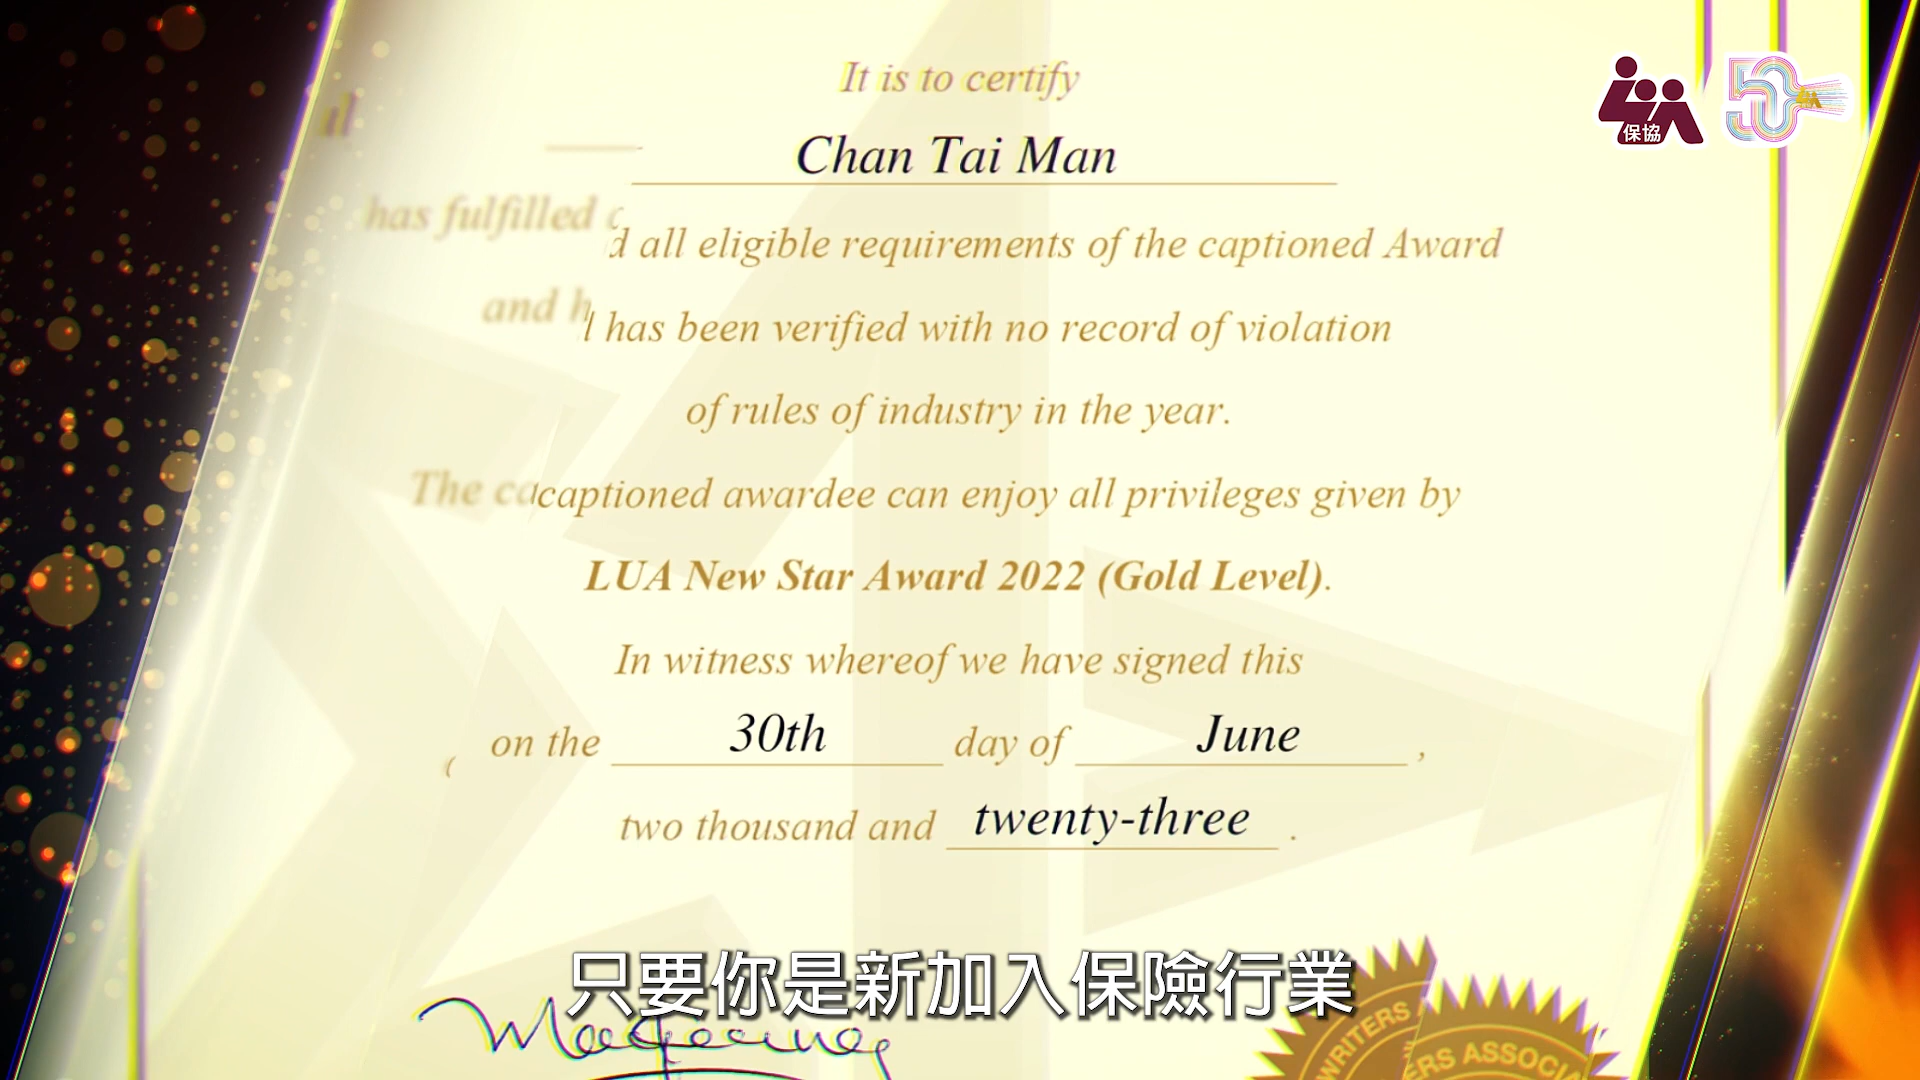 It is to certify
Chan Tai Man
has fulfilled
all eligible requirements of the captioned Award
and
has been verified with no record of violation
of rules of industry in the year.
The
captioned awardee can enjoy all privileges given by
LUA New Star Award 2022 (Gold Level).
In witness whereof we have signed this
on the 30th day of June ,
two thousand and twenty-three .
只要你是新加入保險行業
WRITERS
ERS ASSOCIA
保協
50